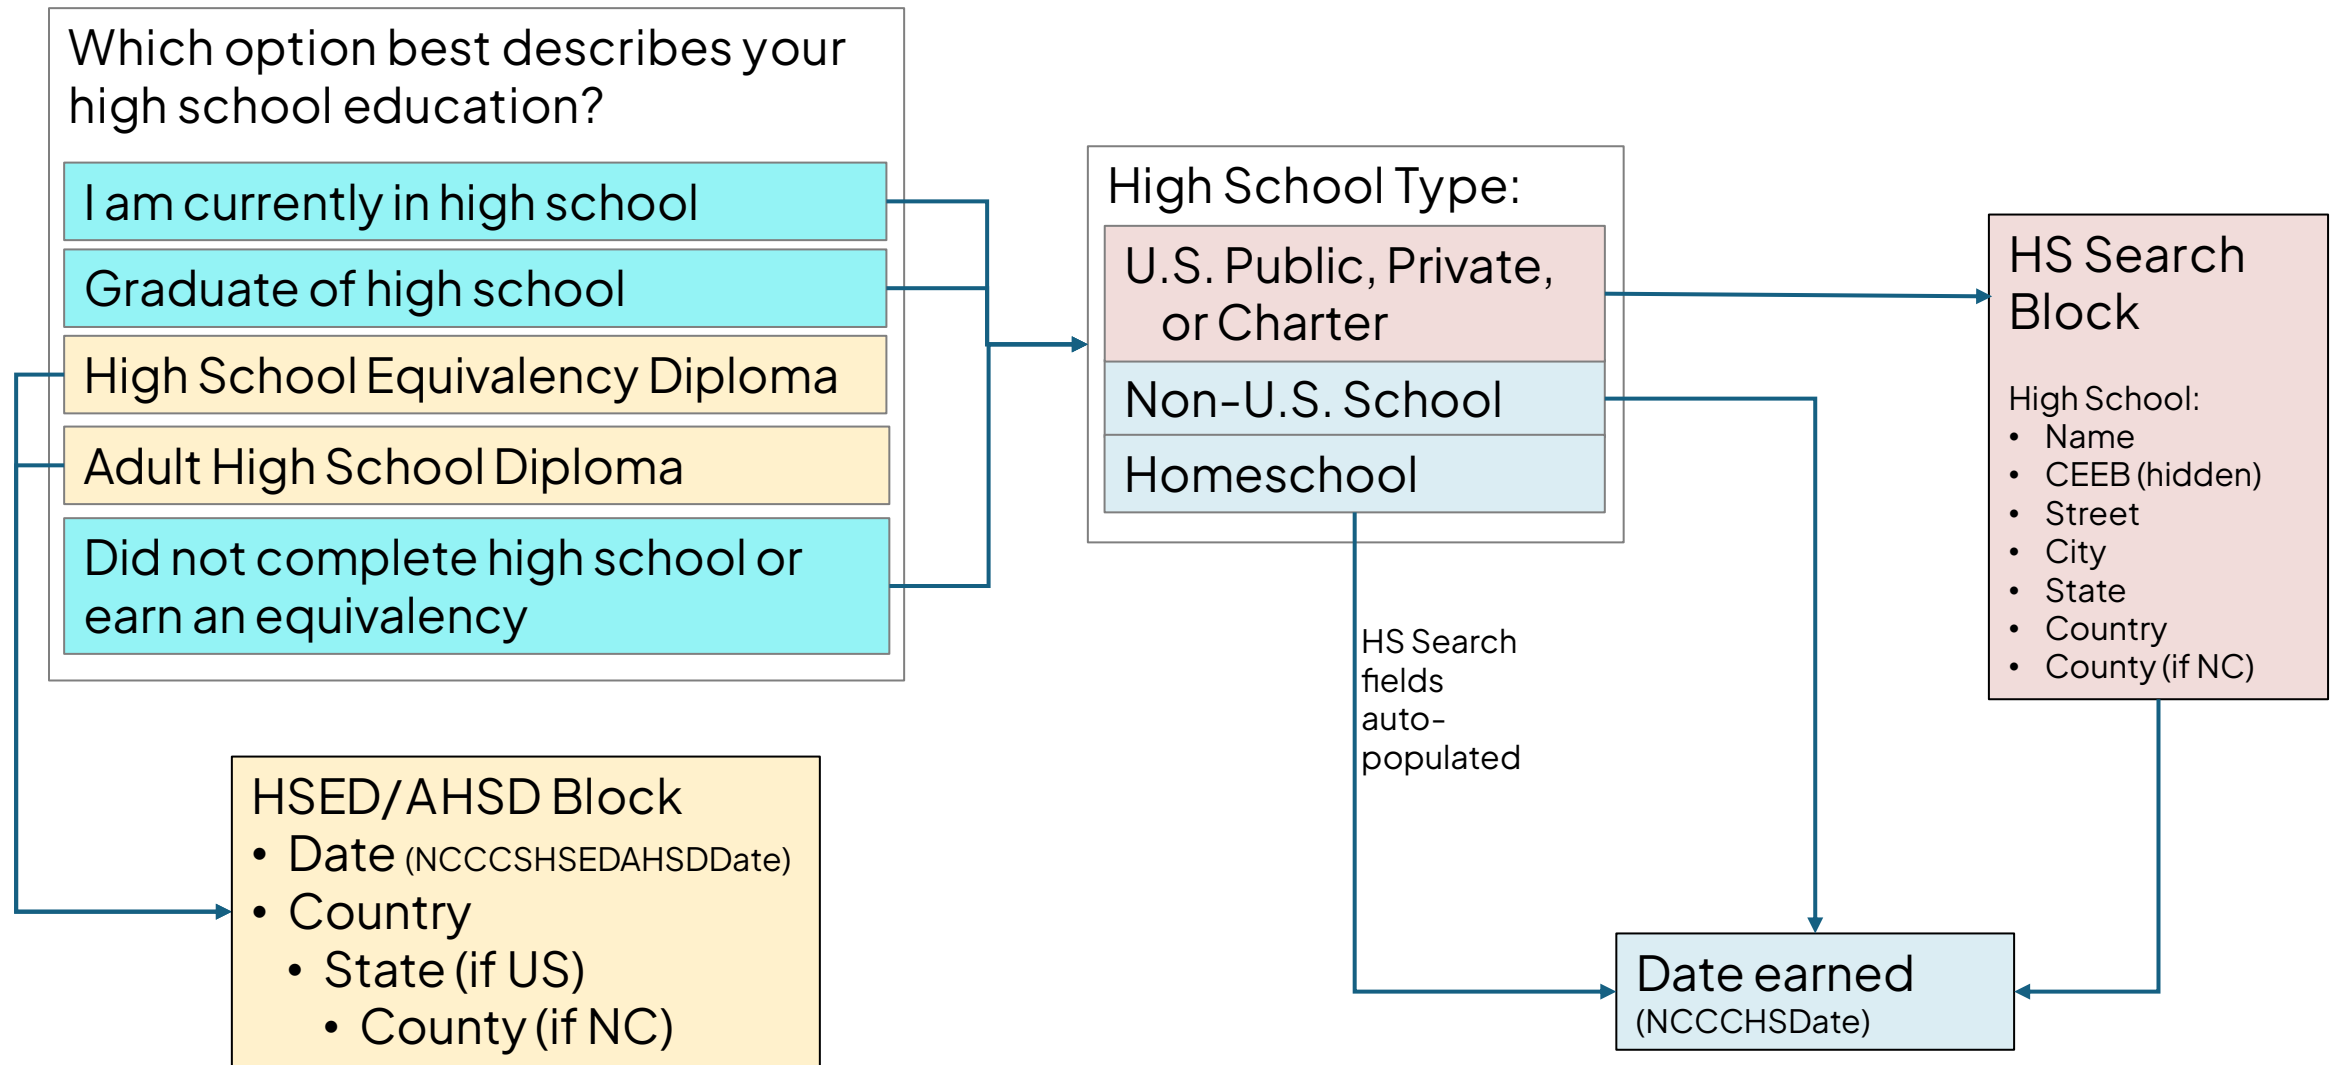 Which option best describes your
high school education?
I am currently in high school
Graduate of high school
High School Equivalency Diploma
Adult High School Diploma
Did not complete high school or
earn an equivalency
HSED/AHSD Block
• Date (NCCCSHSEDAHSDDate)
• Country
• State (if US)
• County (if NC)
High School Type:
U.S. Public, Private,
or Charter
Non-U.S. School
Homeschool
HS Search
fields
auto-
populated
HS Search
Block
High School:
• Name
• CEEB (hidden)
• Street
• City
• State
• Country
• County (if NC)
Date earned
(NCCCHSDate)